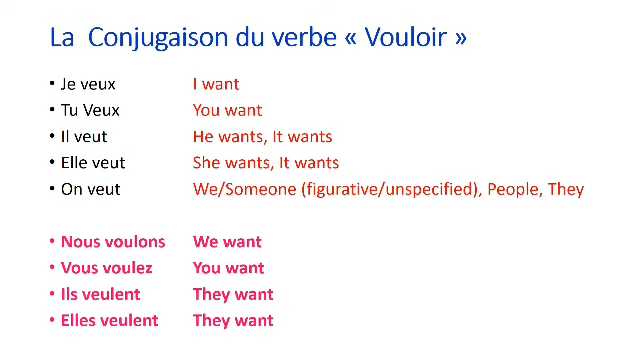 La Conjugaison du verbe « Vouloir »
• Je veux I want
• Tu Veux You want
• Il veut He wants, It wants
• Elle veut She wants, It wants
• On veut We/Someone (figurative/unspecified), People, They
• Nous voulons We want
• Vous voulez You want
• Ils veulent They want
• Elles veulent They want